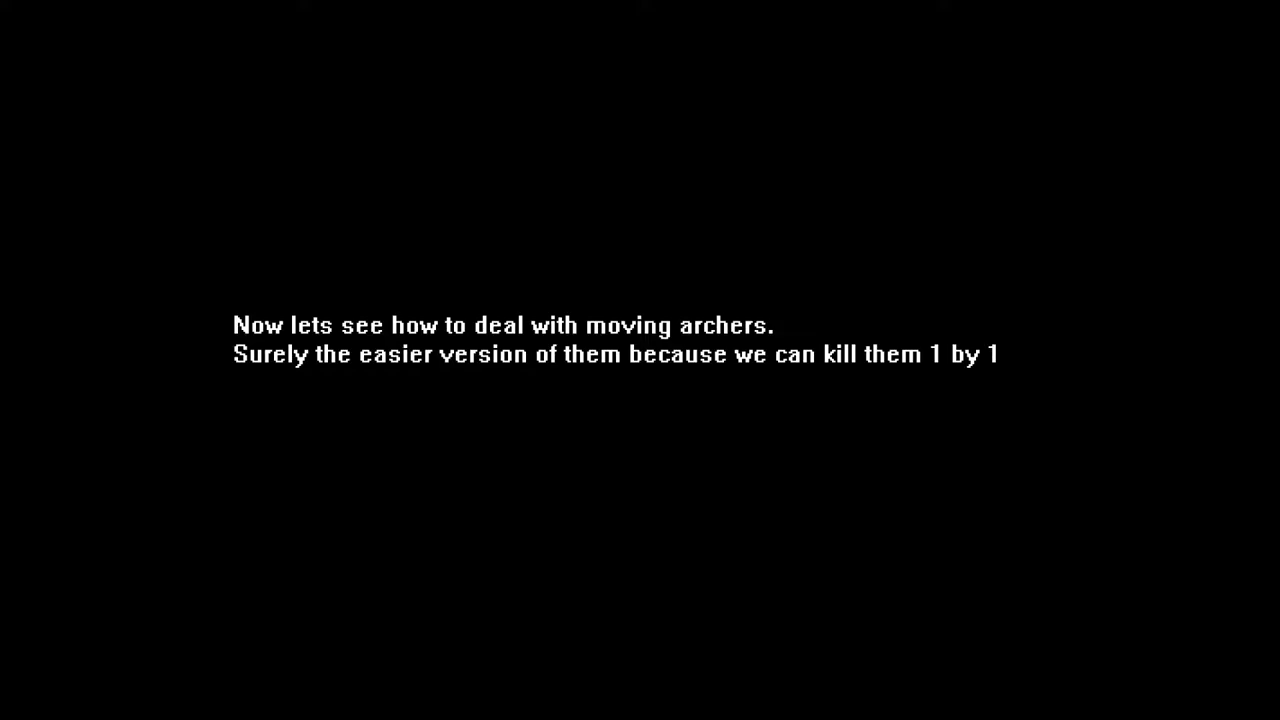 Now lets see how to deal with moving archers.
Surely the easier version of them because we can kill them 1 by 1